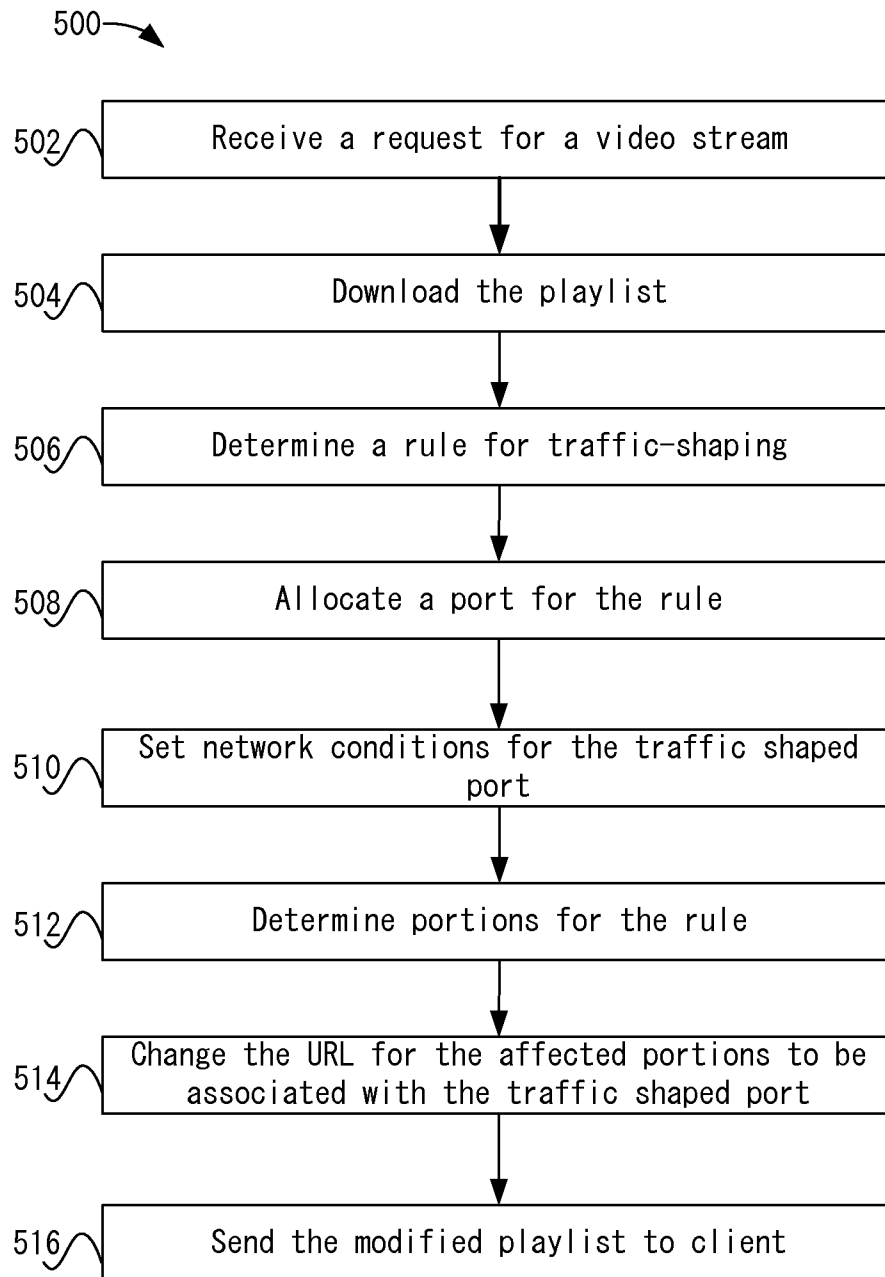 500
502
Receive a request for a video stream
504
Download the playlist
506
Determine a rule for traffic-shaping
508
Allocate a port for the rule
510
Set network conditions for the traffic shaped
port
512
Determine portions for the rule
514
Change the URL for the affected portions to be
associated with the traffic shaped port
516
Send the modified playlist to client